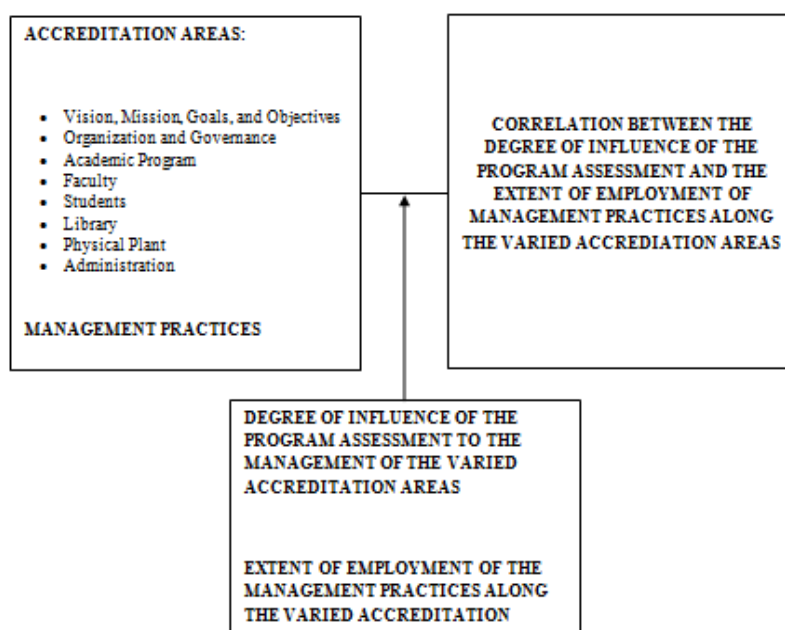 ACCREDITATION AREAS:
• Vision, Mission, Goals, and Objectives
• Organization and Governance
• Academic Program
• Faculty
• Students
• Library
• Physical Plant
• Administration
MANAGEMENT PRACTICES
CORRELATION BETWEEN THE
DEGREE OF INFLUENCE OF THE
PROGRAM ASSESSMENT AND THE
EXTENT OF EMPLOYMENT OF
MANAGEMENT PRACTICES ALONG
THE VARIED ACCREDIATION AREAS
DEGREE OF INFLUENCE OF THE
PROGRAM ASSESSMENT TO THE
MANAGEMENT OF THE VARIED
ACCREDITATION AREAS
EXTENT OF EMPLOYMENT OF THE
MANAGEMENT PRACTICES ALONG
THE VARIED ACCREDITATION